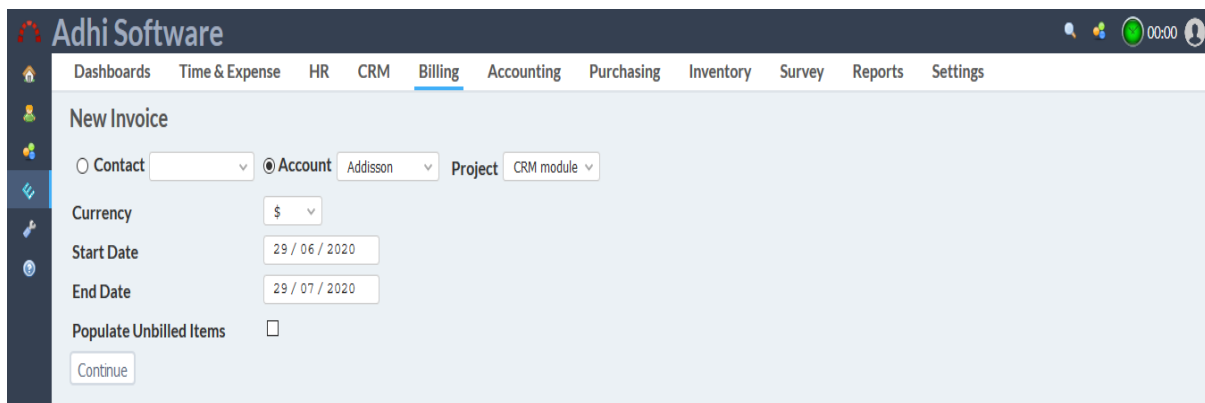 Adhi Software
00:00
Dashboards Time & Expense HR CRM Billing Accounting Purchasing Inventory Survey Reports Settings
New Invoice
Contact Account Addisson Project CRM module
Currency $
Start Date 29 / 06 / 2020
End Date 29 / 07 / 2020
Populate Unbilled Items
Continue